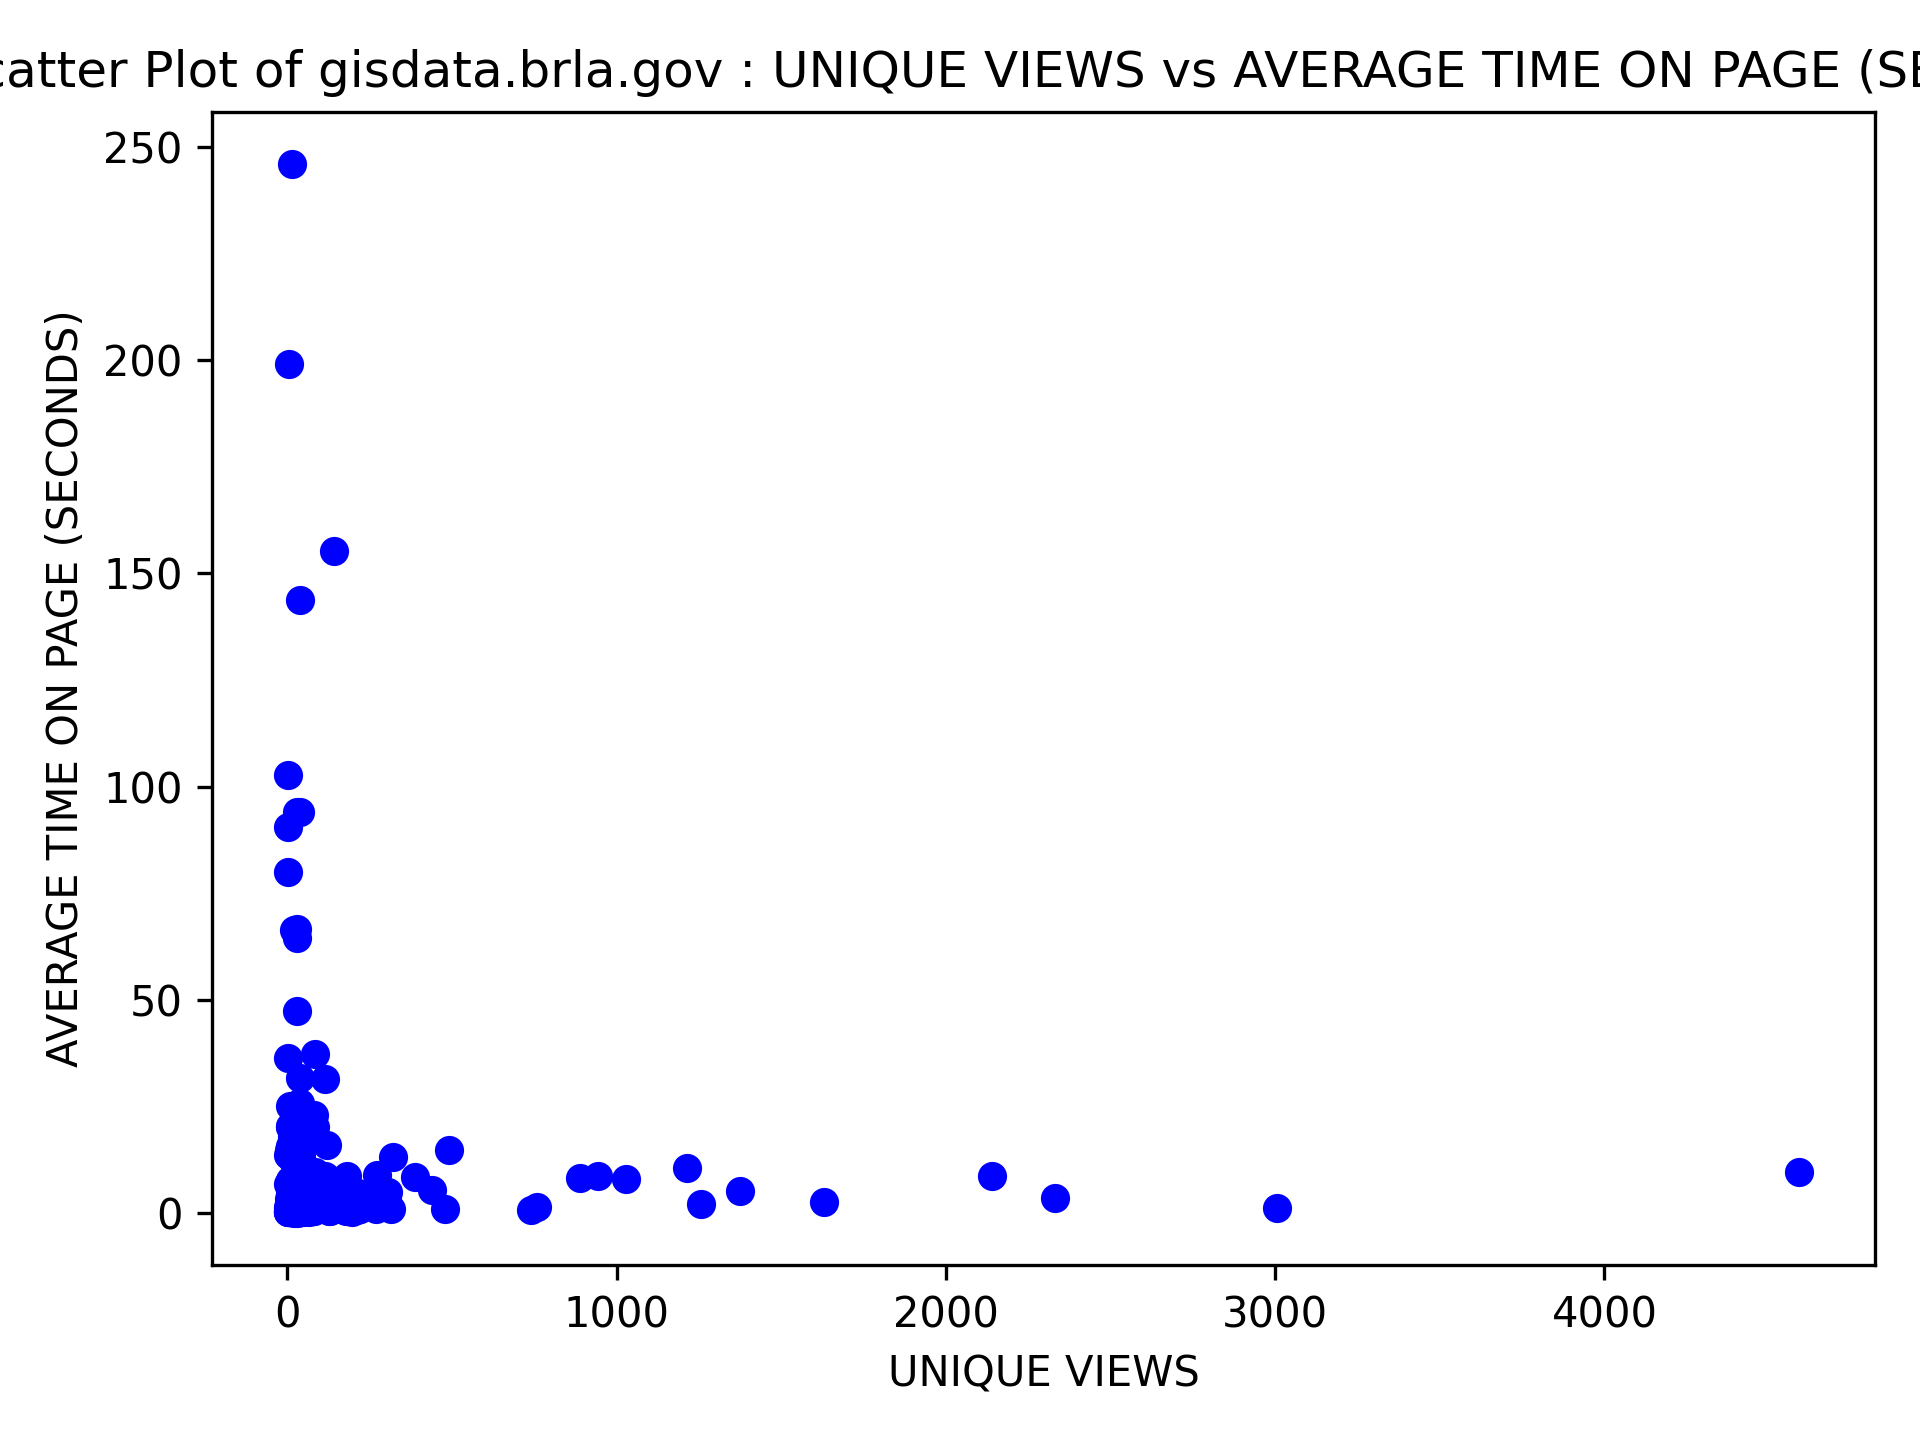 catter Plot of gisdata.brla.gov : UNIQUE VIEWS vs AVERAGE TIME ON PAGE (SE
250
200
150
100
50
0
AVERAGE TIME ON PAGE (SECONDS)
0 1000 2000 3000 4000
UNIQUE VIEWS